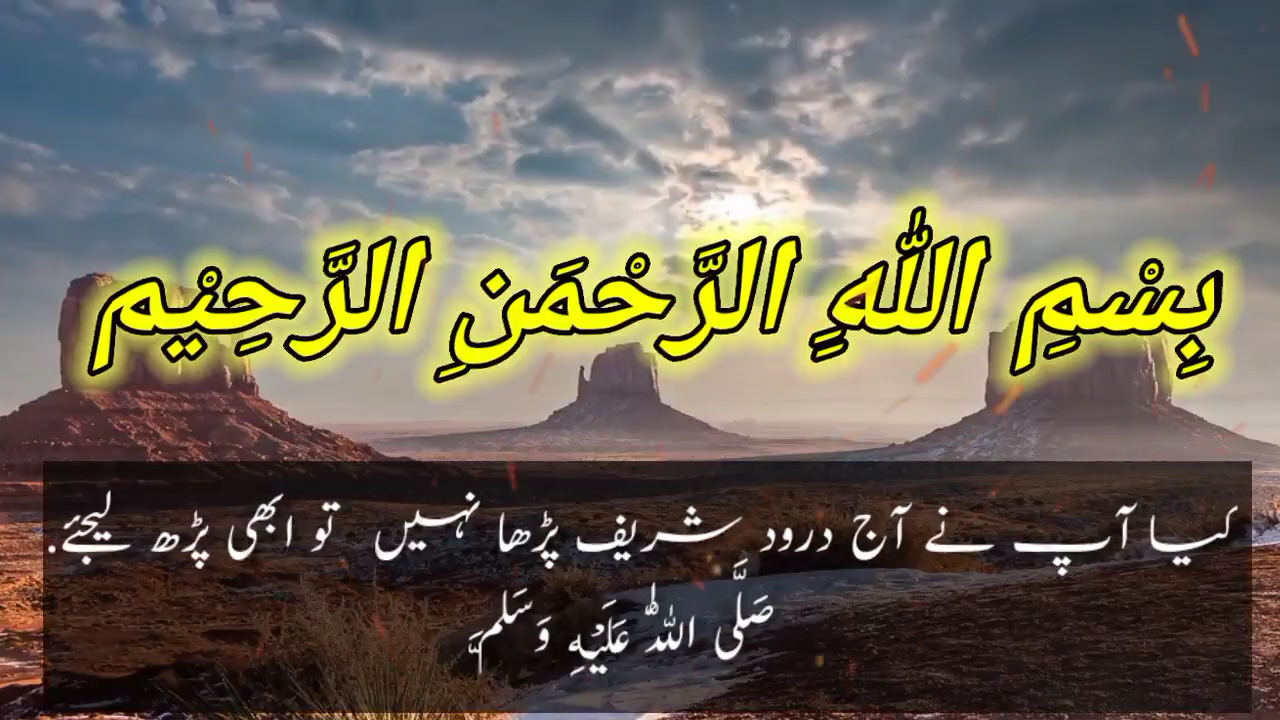 بِسْمِ اللّٰهِ الرَّحْمَنِ الرَّحِيْم
کیا آپ نے آج درود شریف پڑھا نہیں تو ابھی پڑھ لیجئے.
صَلَّی اللّٰہُ عَلَيْهِ وَسَلَّم